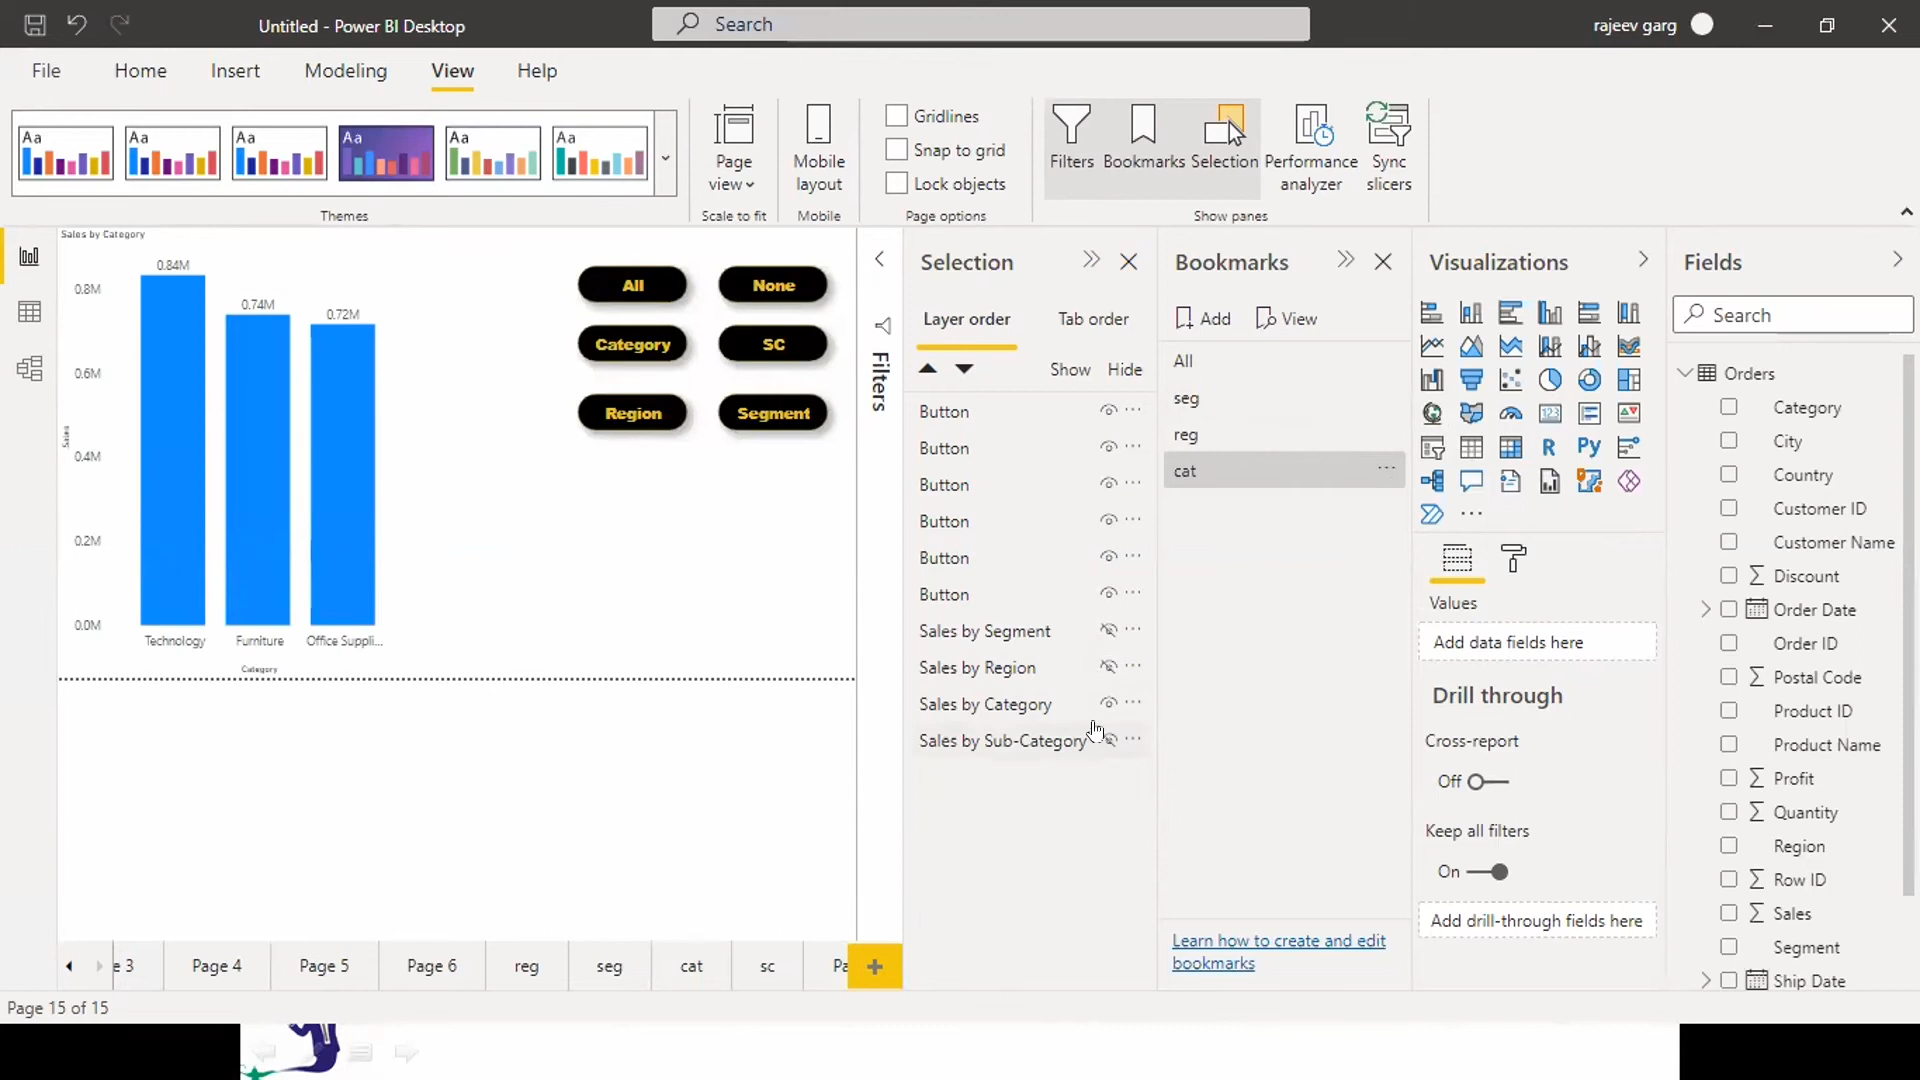 Untitled - Power BI Desktop
Search
rajeev garg
File
Home
Insert
Modeling
View
Help
Aa
Aa
Aa
Aa
Aa
Aa
Themes
Page view
Scale to fit
Mobile layout
Mobile
Gridlines
Snap to grid
Lock objects
Page options
Filters
Bookmarks
Selection
Performance analyzer
Sync slicers
Show panes
Sales by Category
0.84M
0.74M
0.72M
0.8M
0.6M
0.4M
0.2M
0.0M
Sales
Technology
Furniture
Office Suppli...
Category
All
None
Category
SC
Region
Segment
Filters
Selection
Layer order
Tab order
Show
Hide
Button
Button
Button
Button
Button
Button
Sales by Segment
Sales by Region
Sales by Category
Sales by Sub-Category
Bookmarks
Add
View
All
seg
reg
cat
Learn how to create and edit
bookmarks
Visualizations
123
R
Py
Values
Add data fields here
Drill through
Cross-report
Off
Keep all filters
On
Add drill-through fields here
Fields
Search
Orders
Category
City
Country
Customer ID
Customer Name
Discount
Order Date
Order ID
Postal Code
Product ID
Product Name
Profit
Quantity
Region
Row ID
Sales
Segment
Ship Date
e 3
Page 4
Page 5
Page 6
reg
seg
cat
sc
Pa
Page 15 of 15